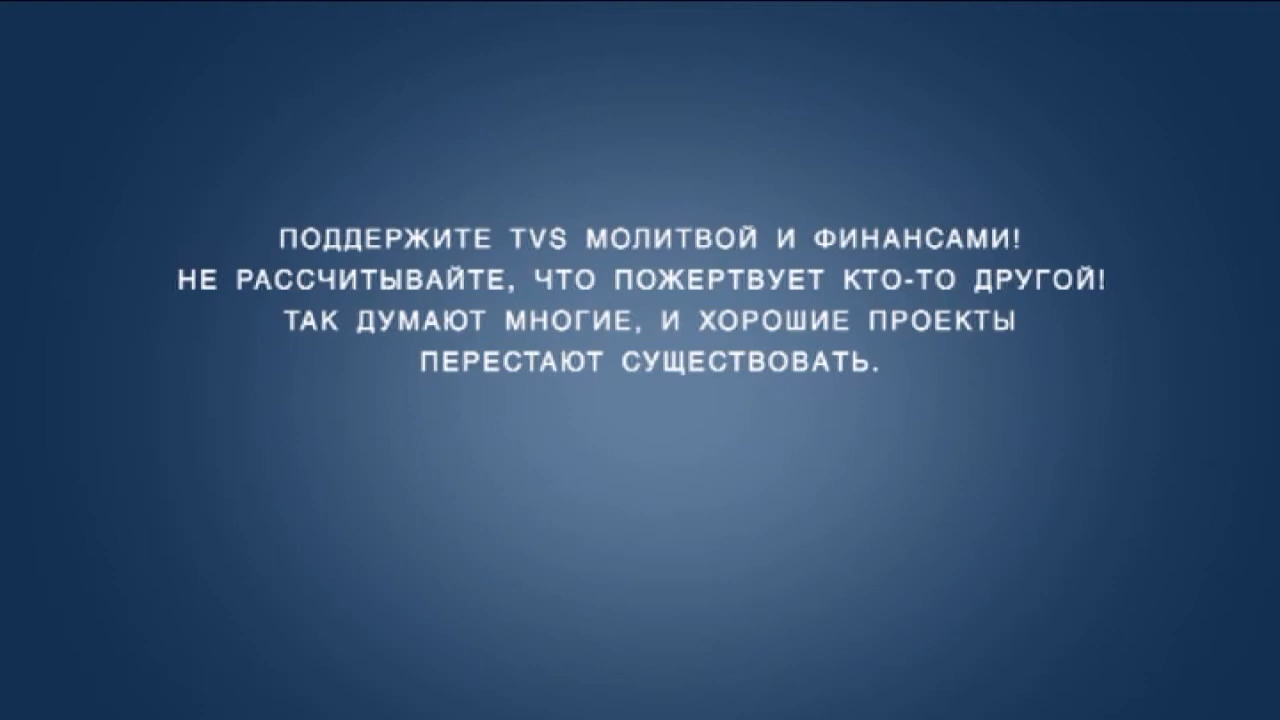 ПОДДЕРЖИТЕ TVS МОЛИТВОЙ И ФИНАНСАМИ!
НЕ РАССЧИТЫВАЙТЕ, ЧТО ПОЖЕРТВУЕТ КТО-ТО ДРУГОЙ!
ТАК ДУМАЮТ МНОГИЕ, И ХОРОШИЕ ПРОЕКТЫ
ПЕРЕСТАЮТ СУЩЕСТВОВАТЬ.